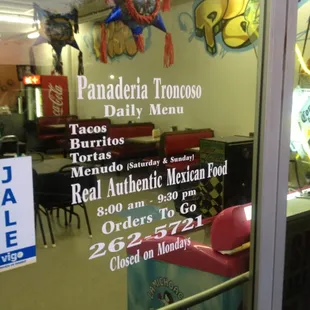 Panaderia Troncoso
Daily Menu
Tacos
Burritos
Tortas
Menudo ¡Saturday & Sunday!
Real Authentic Mexican Food
8:00 am - 9:30 pm
Orders To Go
262-5721
Closed on Mondays
Coca-Cola
JALE
vigo